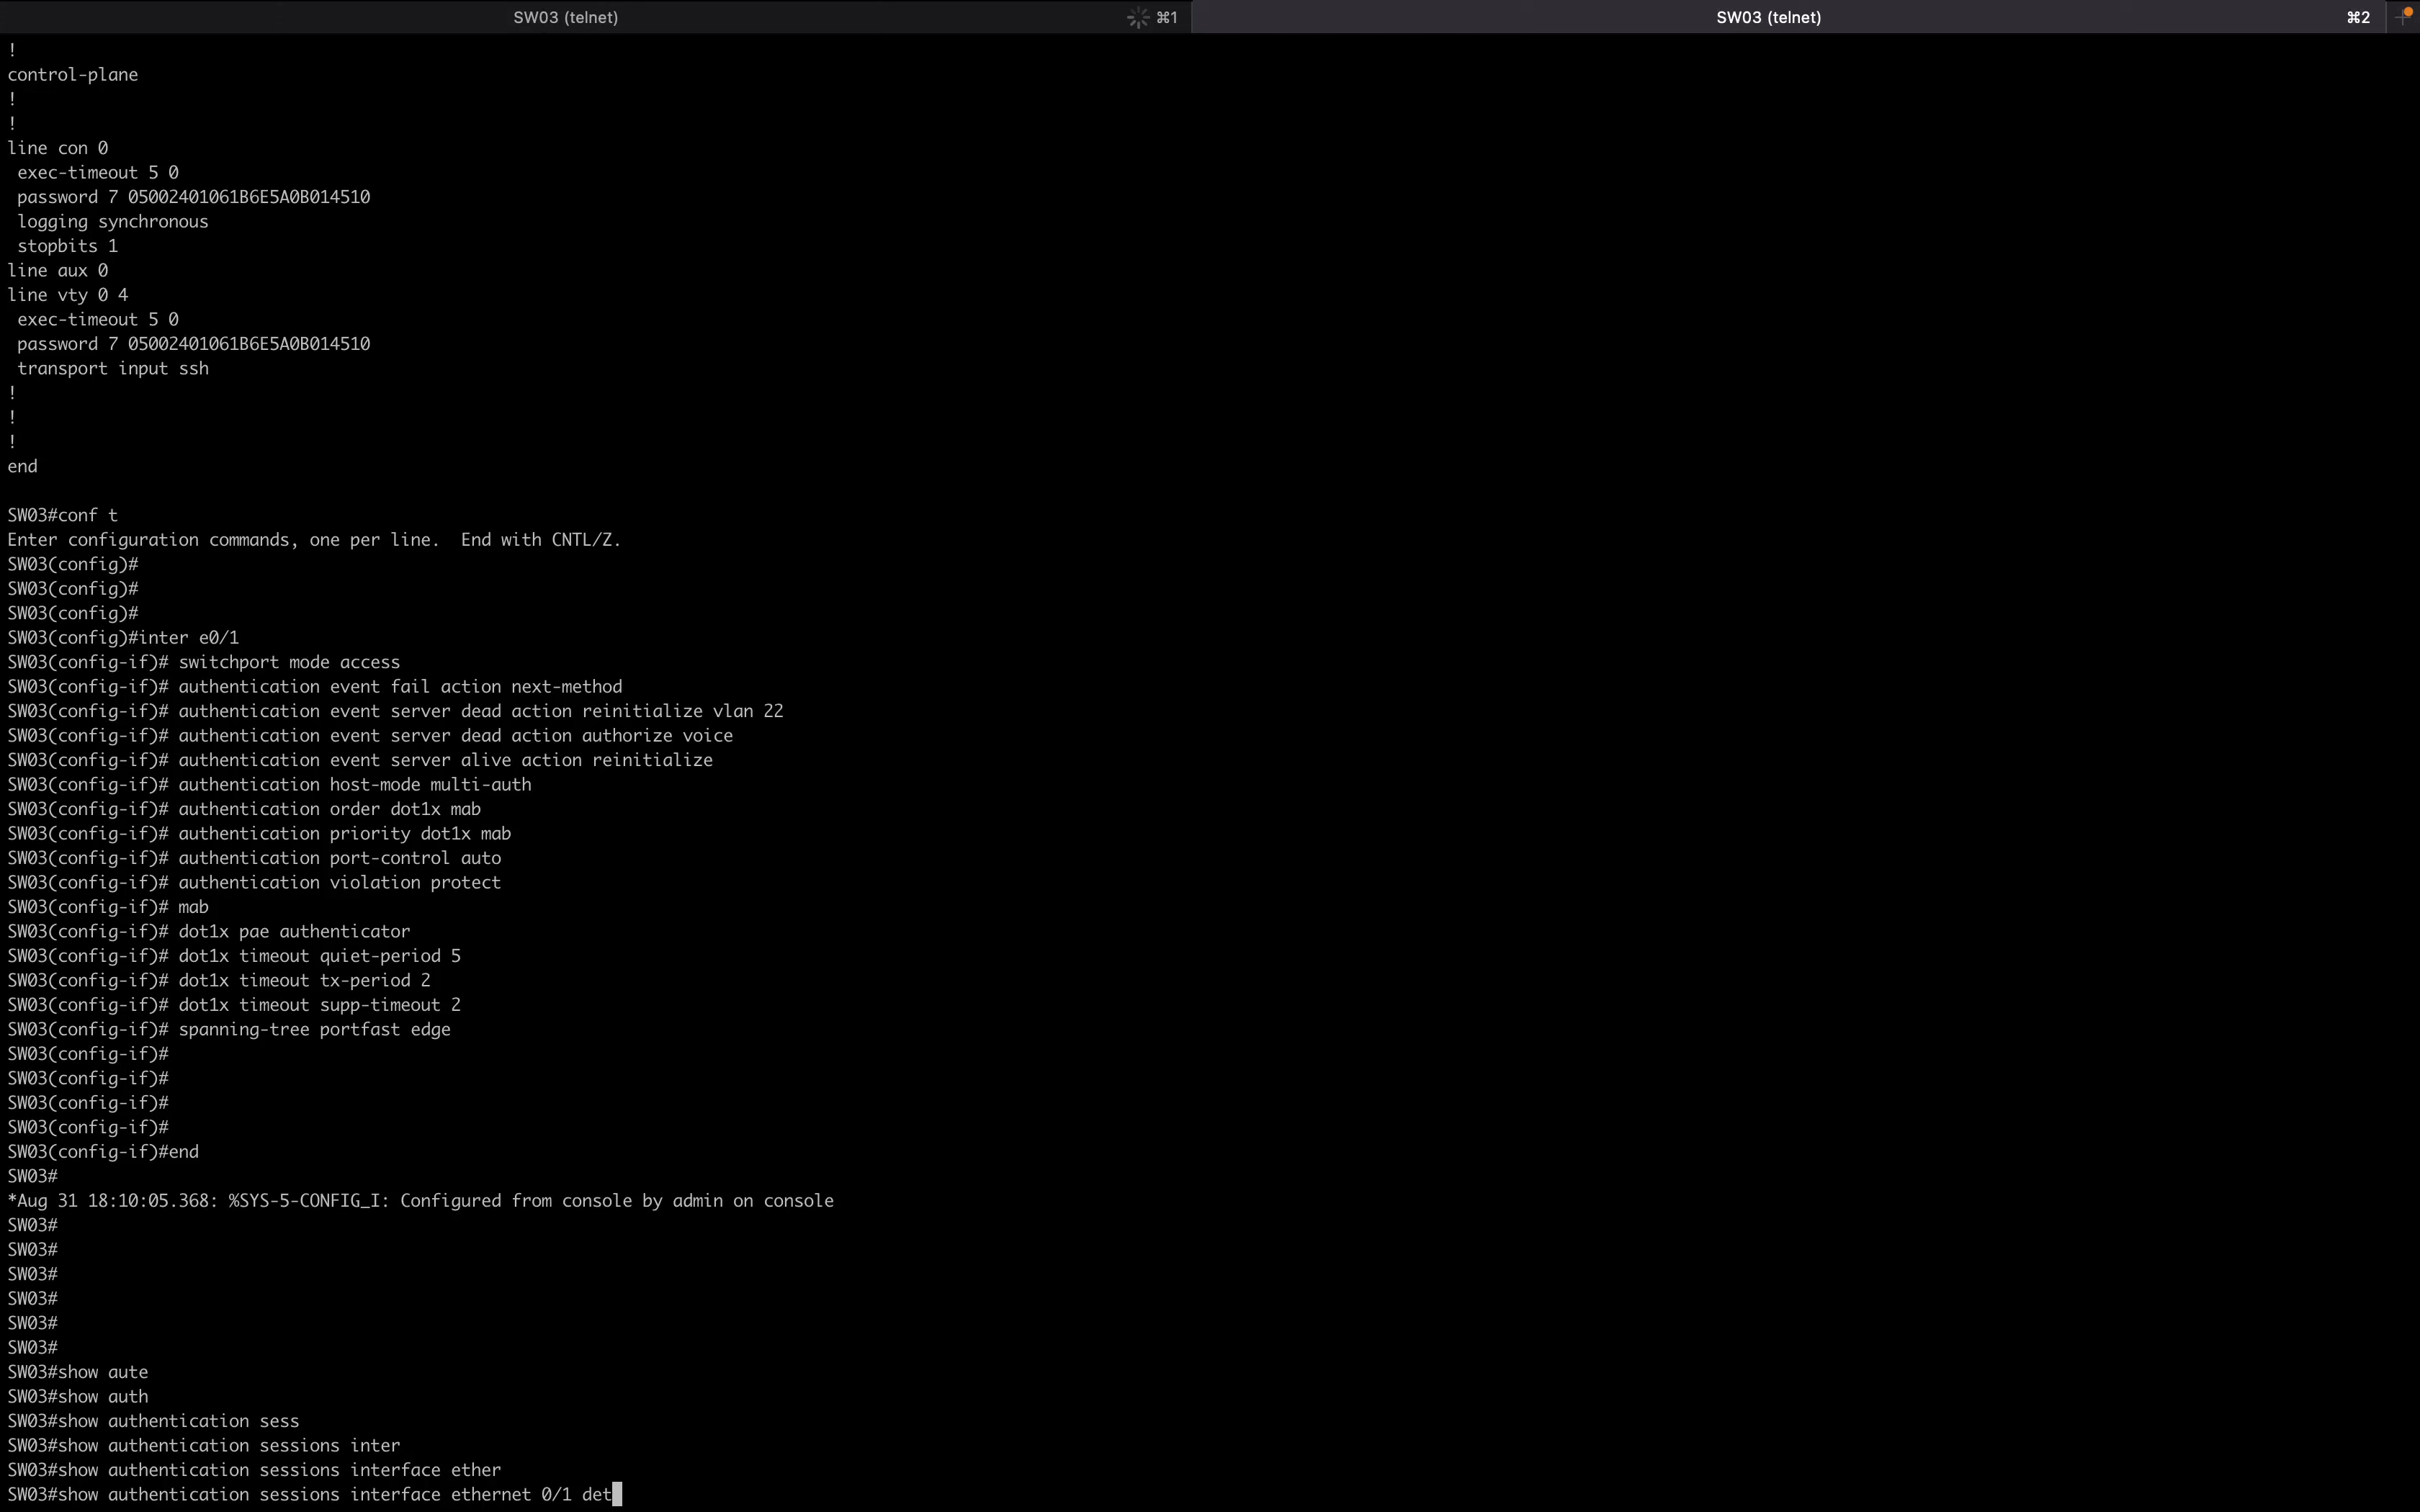 SW03 (telnet) ⌘1 SW03 (telnet) ⌘2
!
control-plane
!
!
line con 0
 exec-timeout 5 0
 password 7 05002401061B6E5A0B014510
 logging synchronous
 stopbits 1
line aux 0
line vty 0 4
 exec-timeout 5 0
 password 7 05002401061B6E5A0B014510
 transport input ssh
!
!
!
end
SW03#conf t
Enter configuration commands, one per line.  End with CNTL/Z.
SW03(config)#
SW03(config)#
SW03(config)#
SW03(config)#inter e0/1
SW03(config-if)# switchport mode access
SW03(config-if)# authentication event fail action next-method
SW03(config-if)# authentication event server dead action reinitialize vlan 22
SW03(config-if)# authentication event server dead action authorize voice
SW03(config-if)# authentication event server alive action reinitialize
SW03(config-if)# authentication host-mode multi-auth
SW03(config-if)# authentication order dot1x mab
SW03(config-if)# authentication priority dot1x mab
SW03(config-if)# authentication port-control auto
SW03(config-if)# authentication violation protect
SW03(config-if)# mab
SW03(config-if)# dot1x pae authenticator
SW03(config-if)# dot1x timeout quiet-period 5
SW03(config-if)# dot1x timeout tx-period 2
SW03(config-if)# dot1x timeout supp-timeout 2
SW03(config-if)# spanning-tree portfast edge
SW03(config-if)#
SW03(config-if)#
SW03(config-if)#
SW03(config-if)#
SW03(config-if)#end
SW03#
*Aug 31 18:10:05.368: %SYS-5-CONFIG_I: Configured from console by admin on console
SW03#
SW03#
SW03#
SW03#
SW03#
SW03#
SW03#show aute
SW03#show auth
SW03#show authentication sess
SW03#show authentication sessions inter
SW03#show authentication sessions interface ether
SW03#show authentication sessions interface ethernet 0/1 det